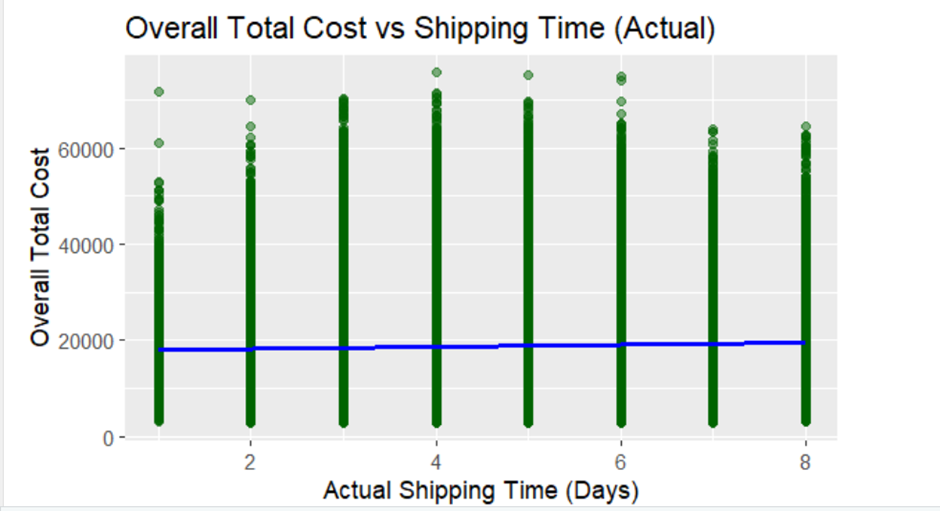 Overall Total Cost vs Shipping Time (Actual)
Overall Total Cost
60000
40000
20000
0
2 4 6 8
Actual Shipping Time (Days)